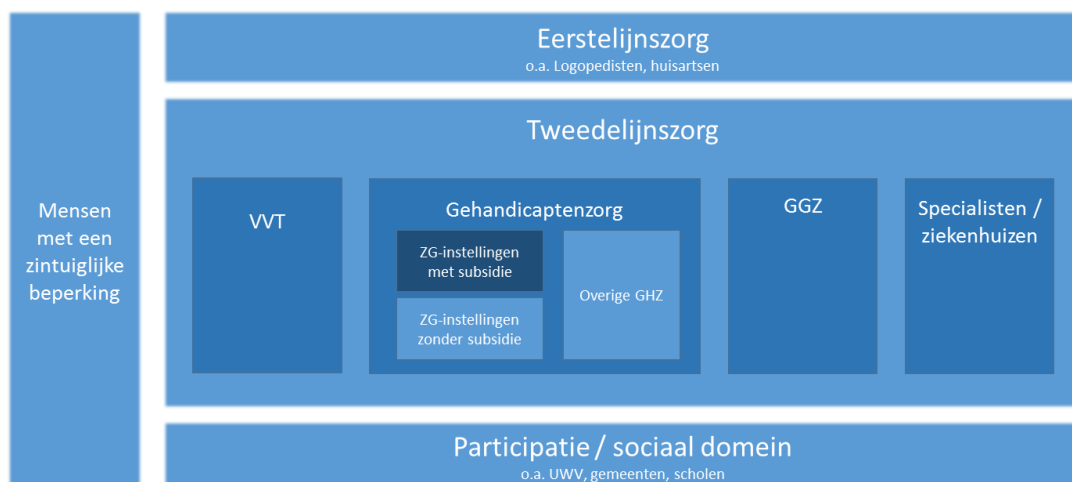 Mensen
met een
zintuiglijke
beperking
Eerstelijnszorg
o.a. Logopedisten, huisartsen
Tweedelijnszorg
VVT
Gehandicaptenzorg
ZG-instellingen
met subsidie
ZG-instellingen
zonder subsidie
Overige GHZ
GGZ
Specialisten /
ziekenhuizen
Participatie / sociaal domein
o.a. UWV, gemeenten, scholen